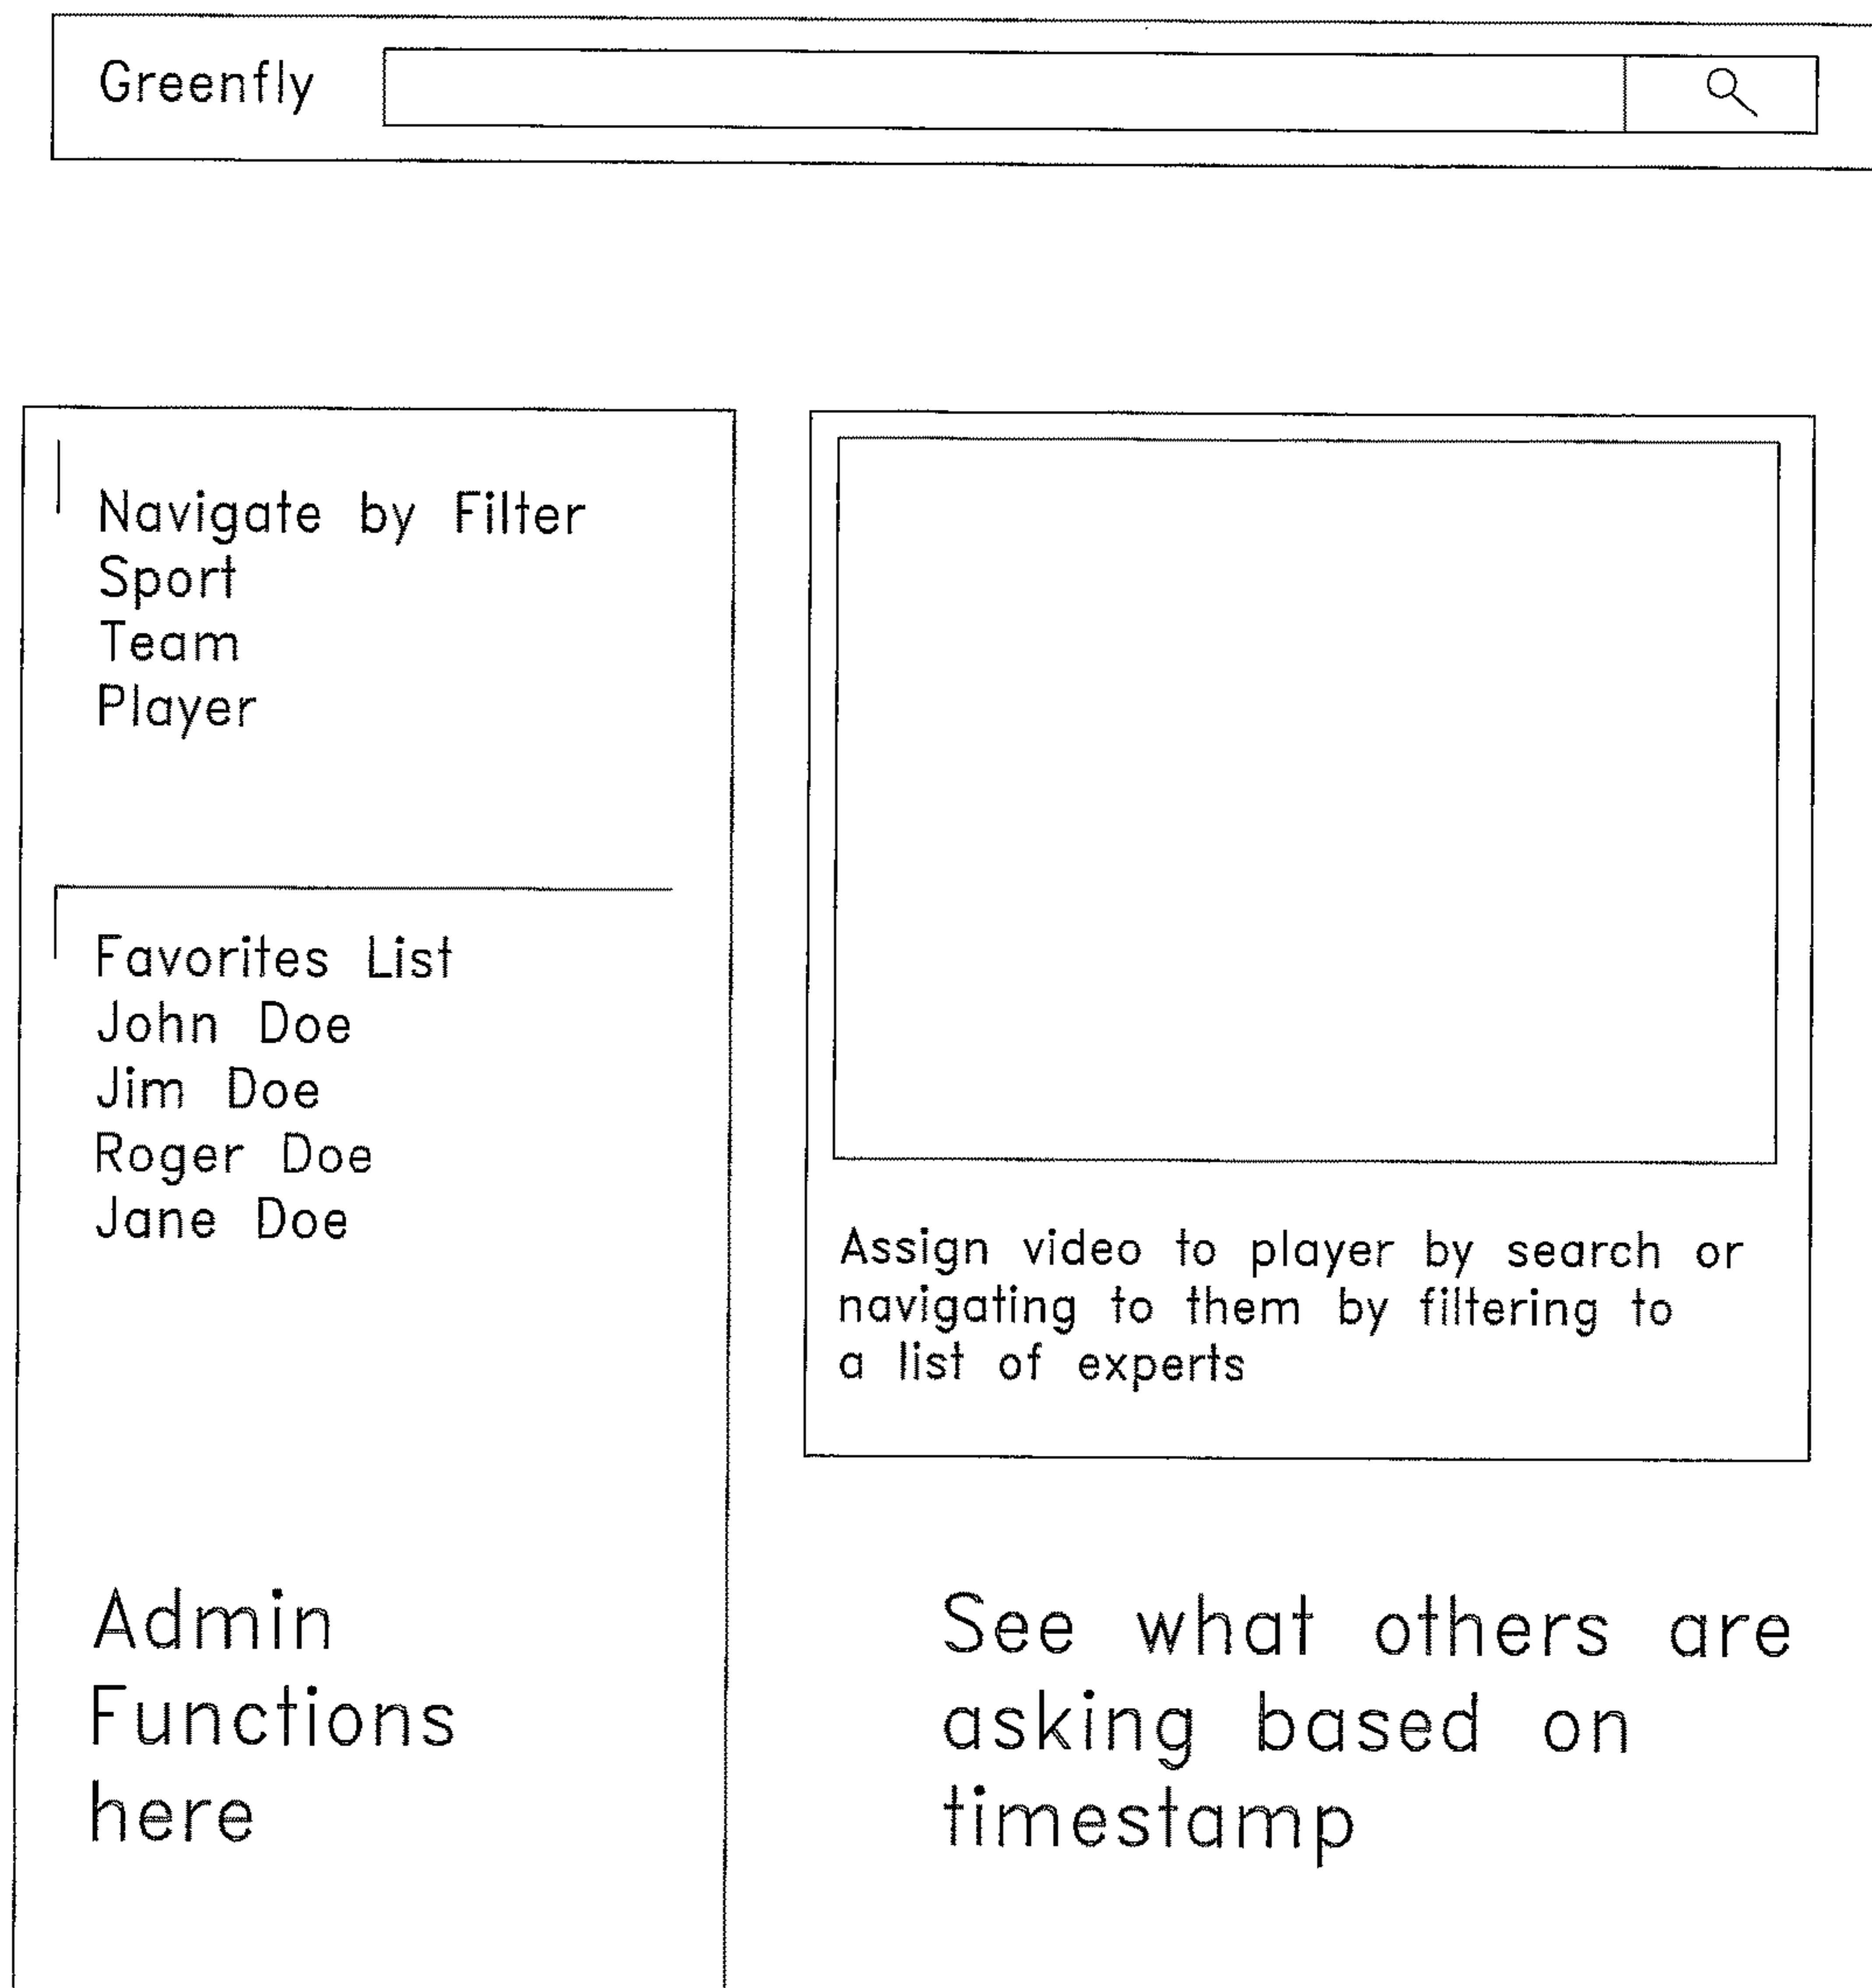 Greenfly
Navigate by Filter
Sport
Team
Player
Favorites List
John Doe
Jim Doe
Roger Doe
Jane Doe
Admin
Functions
here
Assign video to player by search or
navigating to them by filtering to
a list of experts
See what others are
asking based on
timestamp